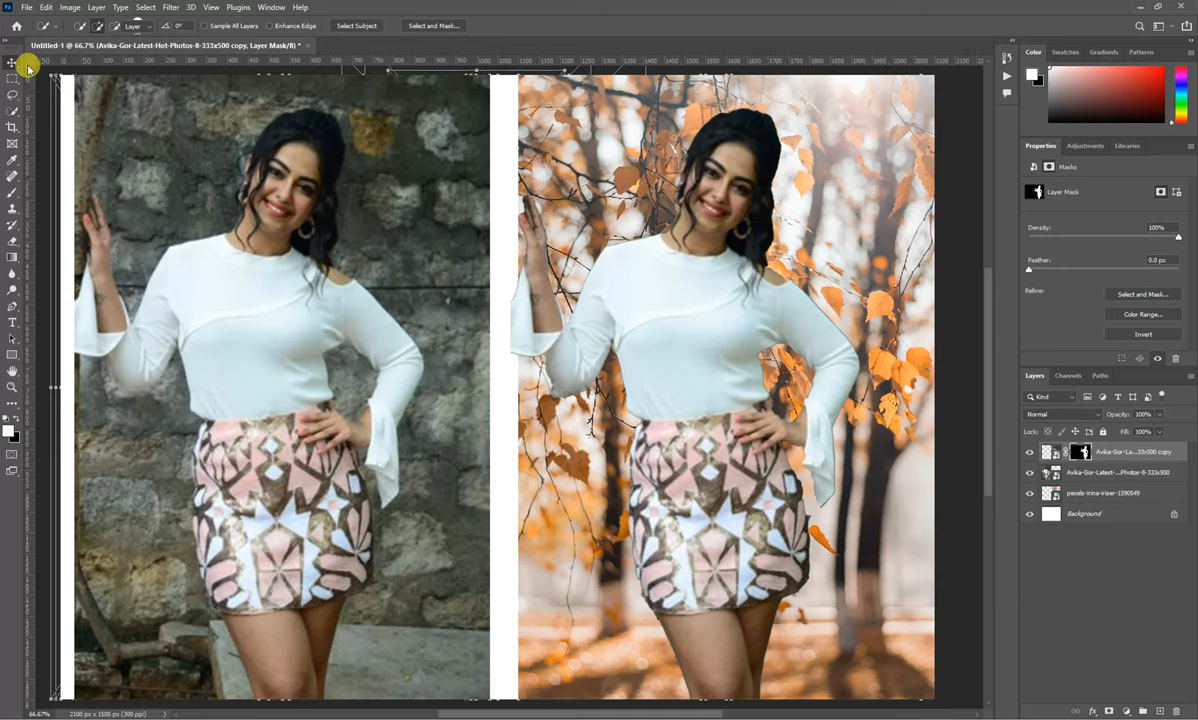 File Edit Image Layer Type Select Filter 3D View Plugins Window Help
Layer 0° Sample All Layers Enhance Edge Select Subject Select and Mask...
Untitled-1 @ 66.7% (Avika-Gor-Latest-Hot-Photos-8-333x500 copy, Layer Mask/8) * ×
Color Swatches Gradients Patterns
Properties Adjustments Libraries
Masks
Layer Mask
Density: 100%
Feather: 0.0 px
Refine: Select and Mask...
Color Range...
Invert
Layers Channels Paths
Kind
Normal Opacity: 100%
Lock: Fill: 100%
Avika-Gor-La...33x500 copy
Avika-Gor-Latest-...Photos-8-333x500
pexels-irina-iriser-1590549
Background
66.67% 2100 px x 1500 px (300 ppi)